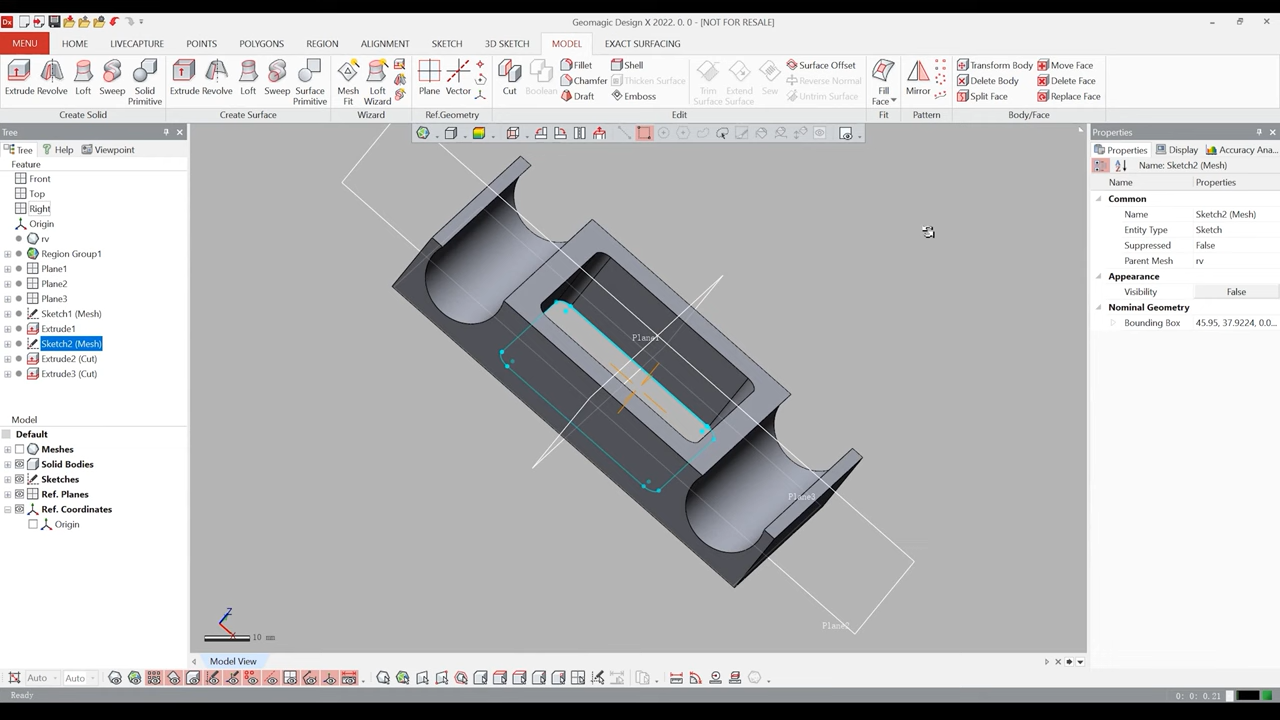 Geomagic Design X 2022. 0. 0 - [NOT FOR RESALE]
MENU HOME LIVECAPTURE POINTS POLYGONS REGION ALIGNMENT SKETCH 3D SKETCH MODEL EXACT SURFACING
Extrude Revolve Loft Sweep Solid Primitive
Create Solid
Extrude Revolve Loft Sweep Surface Primitive
Create Surface
Mesh Fit Loft Wizard
Wizard
Plane Vector
Ref.Geometry
Cut Boolean Fillet Chamfer Draft Shell Thicken Surface Emboss
Trim Surface Extend Surface Sew Surface Offset Reverse Normal Untrim Surface
Edit
Fill Face
Fit
Mirror
Pattern
Transform Body Move Face
Delete Body Delete Face
Split Face Replace Face
Body/Face
Tree
Tree Help Viewpoint
Feature
Front
Top
Right
Origin
rv
Region Group1
Plane1
Plane2
Plane3
Sketch1 (Mesh)
Extrude1
Sketch2 (Mesh)
Extrude2 (Cut)
Extrude3 (Cut)
Model
Default
Meshes
Solid Bodies
Sketches
Ref. Planes
Ref. Coordinates
Origin
Plane1
Plane3
Plane2
Z
X
10 mm
Model View
Properties
Properties Display Accuracy Ana...
Name: Sketch2 (Mesh)
Name Properties
Common
Name Sketch2 (Mesh)
Entity Type Sketch
Suppressed False
Parent Mesh rv
Appearance
Visibility False
Nominal Geometry
Bounding Box 45.95, 37.9224, 0.0...
Auto Auto
Ready
0: 0: 0.21